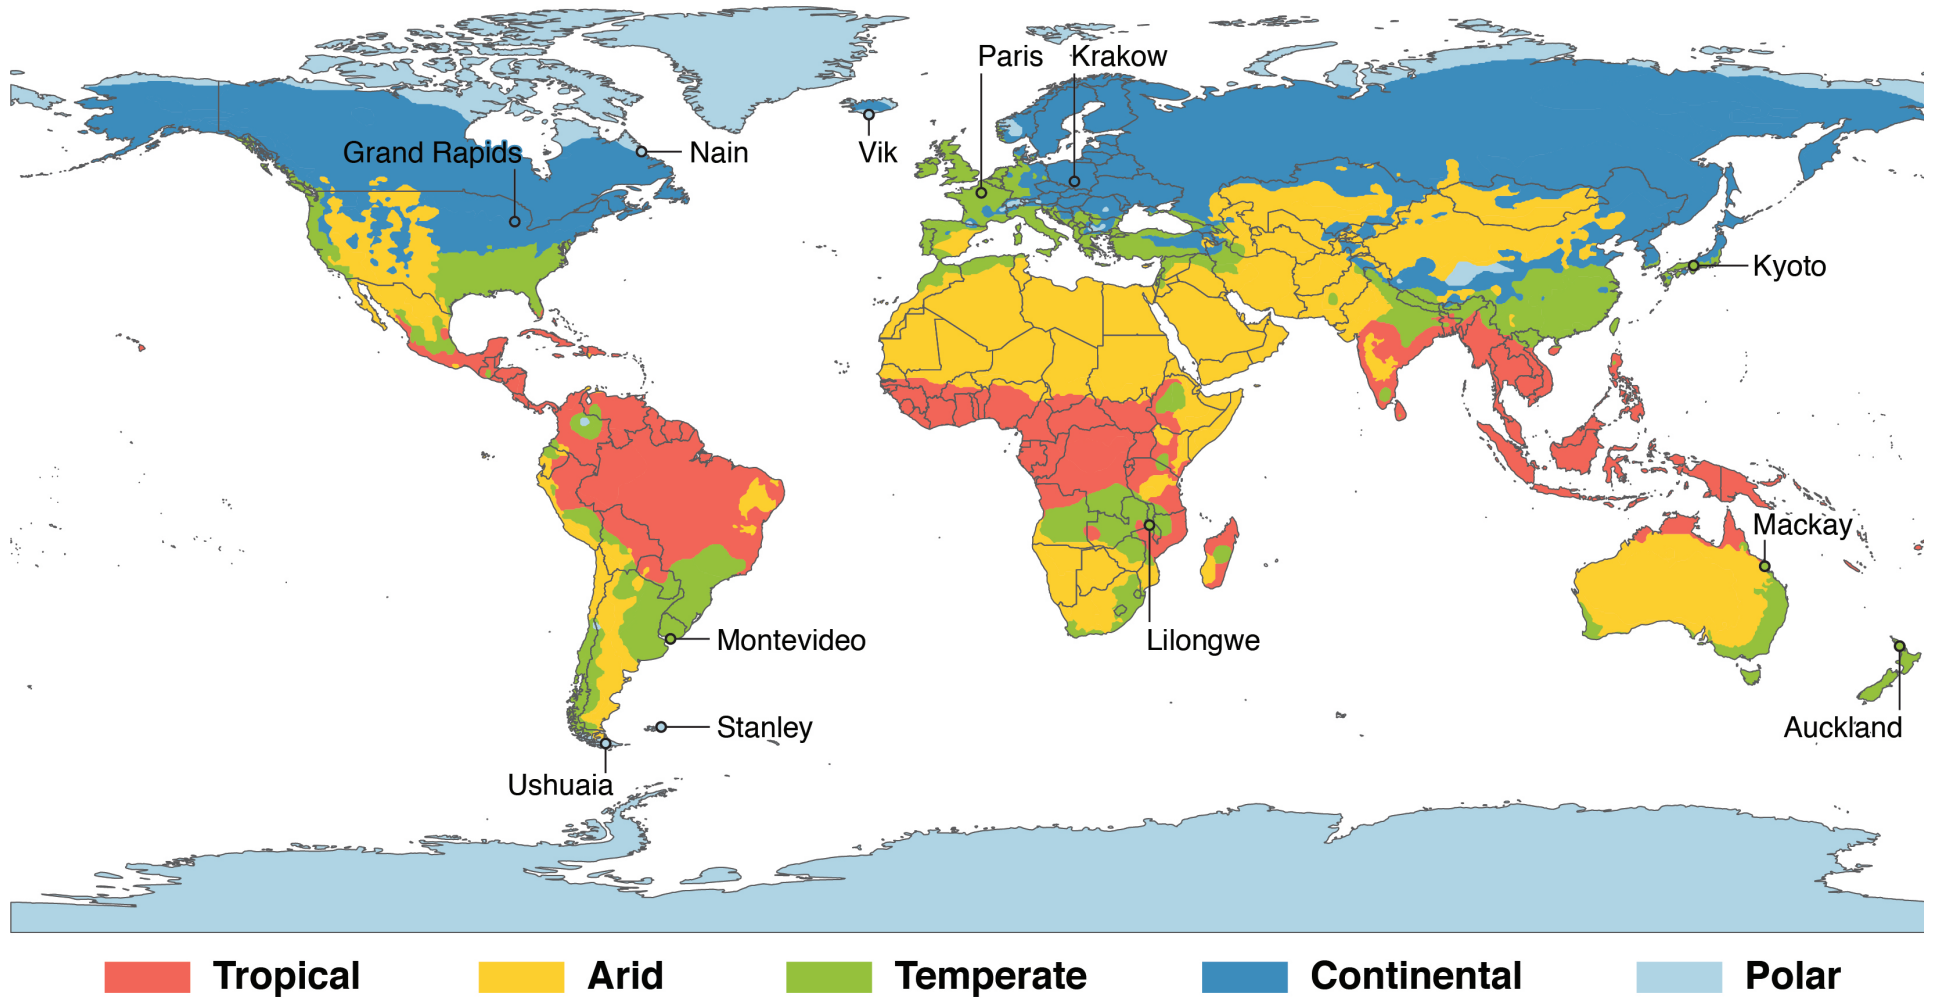 Paris
Krakow
Grand Rapids
Nain
Vik
Kyoto
Mackay
Montevideo
Lilongwe
Stanley
Auckland
Ushuaia
Tropical
Arid
Temperate
Continental
Polar